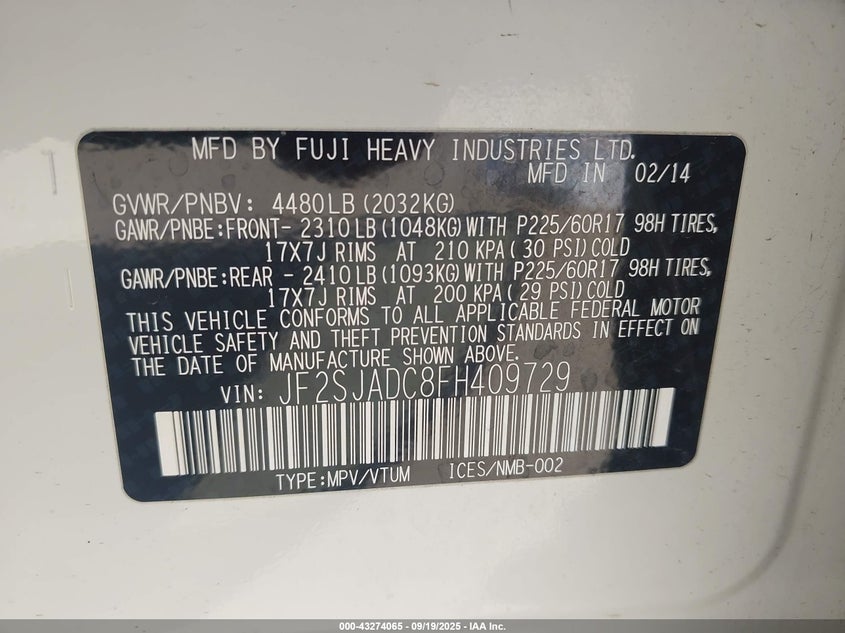 MFD BY FUJI HEAVY INDUSTRIES LTD.
MFD IN 02/14
GVWR/PNBV: 4480LB(2032KG)
GAWR/PNBE:FRONT- 2310LB(1048KG)WITH P225/60R17 98H TIRES,
17X7J RIMS AT 210 KPA(30 PSI)COLD
GAWR/PNBE:REAR - 2410LB(1093KG)WITH P225/60R17 98H TIRES,
17X7J RIMS AT 200 KPA(29 PSI)COLD
THIS VEHICLE CONFORMS TO ALL APPLICABLE FEDERAL MOTOR
VEHICLE SAFETY AND THEFT PREVENTION STANDARDS IN EFFECT ON
THE DATE OF MANUFACTURE SHOWN ABOVE.
VIN: JF2SJADC8FH409729
TYPE:MPV/VTUM ICES/NMB-002
000-43274065 - 09/19/2025 - IAA Inc.